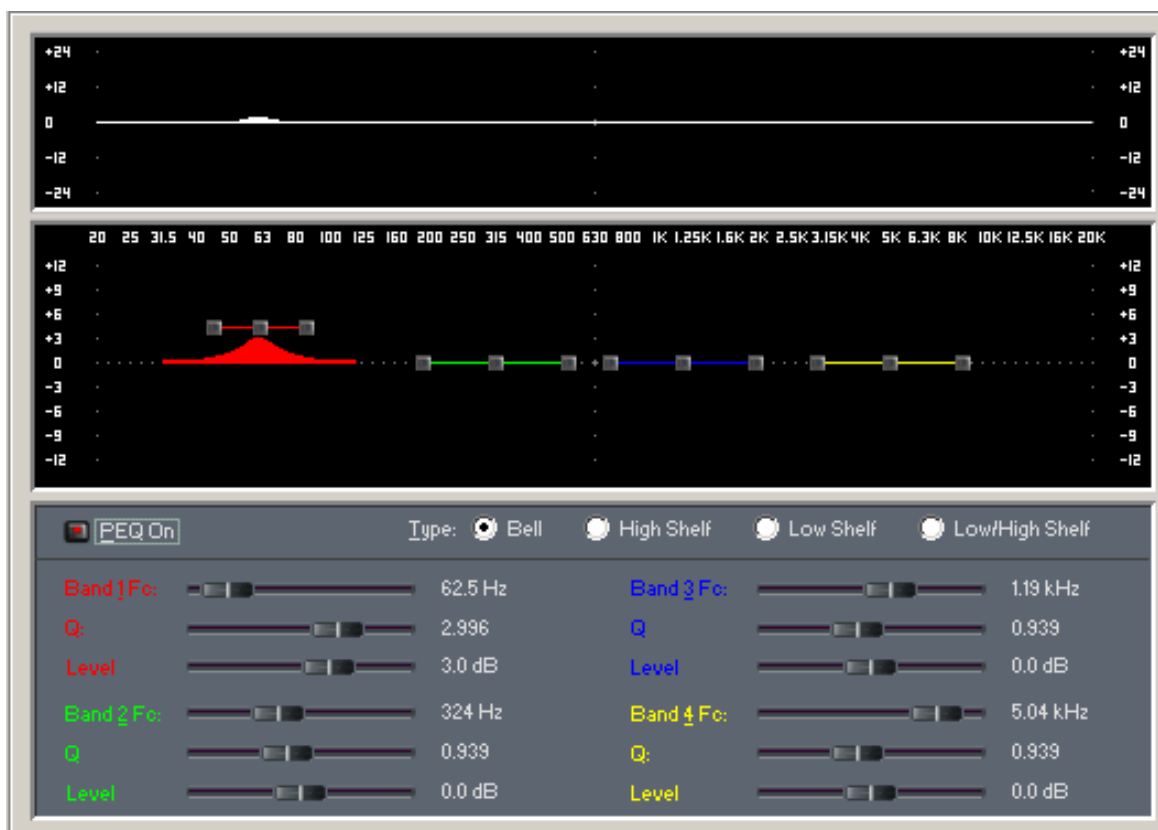 +24 +24
+12 +12
0 0
-12 -12
-24 -24
20 25 31.5 40 50 63 80 100 125 160 200 250 315 400 500 630 800 1K 1.25K 1.6K 2K 2.5K 3.15K 4K 5K 6.3K 8K 10K 12.5K 16K 20K
+12 +12
+9 +9
+6 +6
+3 +3
0 0
-3 -3
-6 -6
-9 -9
-12 -12
PEQ On Type: Bell High Shelf Low Shelf Low/High Shelf
Band 1 Fc: 62.5 Hz Band 3 Fc: 1.19 kHz
Q: 2.996 Q 0.939
Level 3.0 dB Level 0.0 dB
Band 2 Fc: 324 Hz Band 4 Fc: 5.04 kHz
Q 0.939 Q: 0.939
Level 0.0 dB Level 0.0 dB